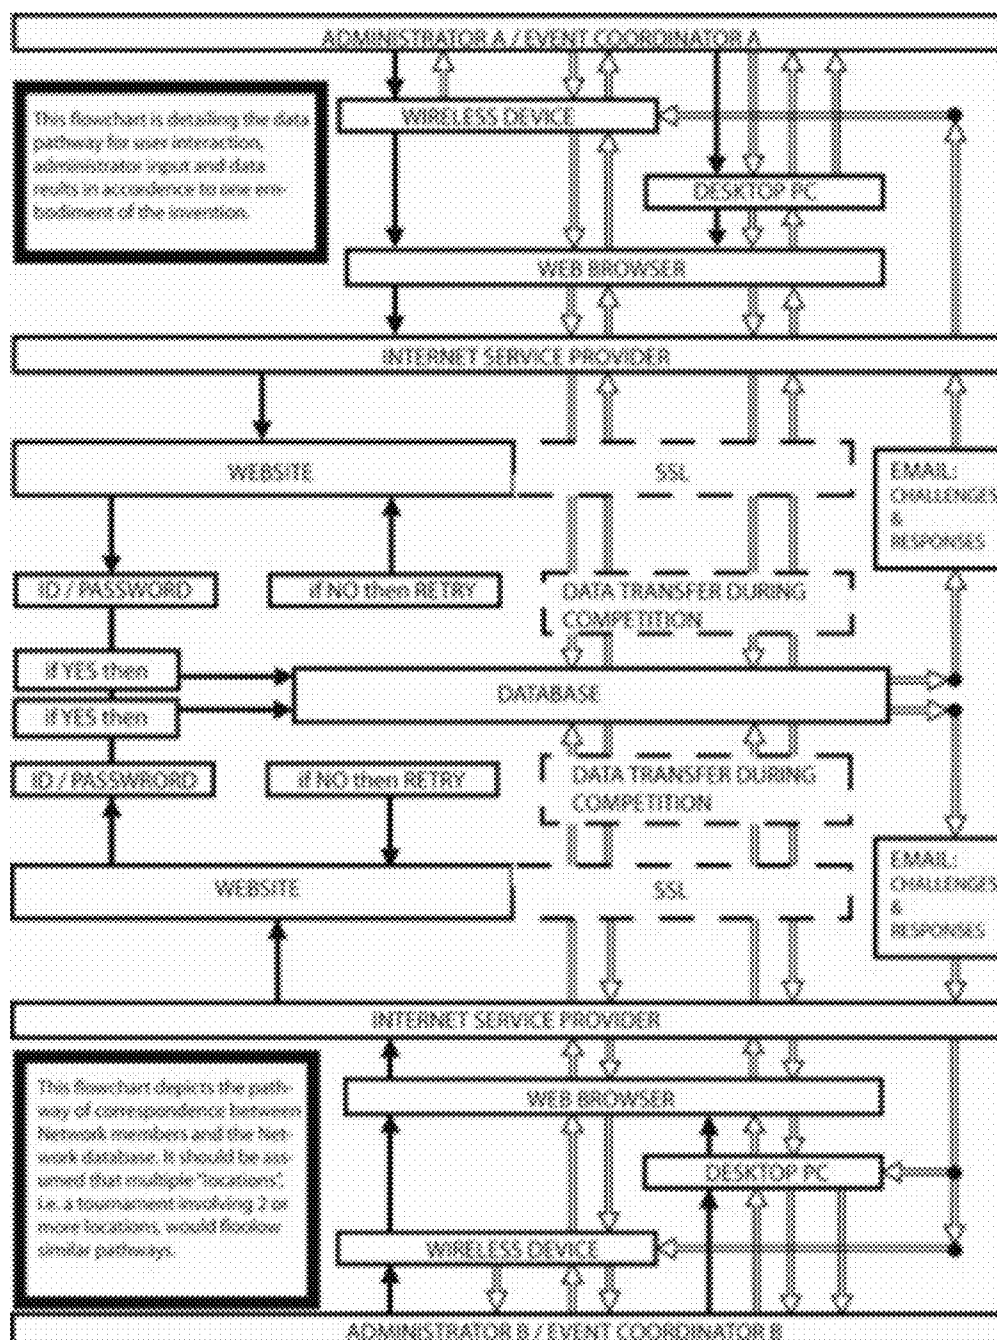 ADMINISTRATOR A / EVENT COORDINATOR A
This flowchart is detailing the data
pathway for user interaction,
administrator input and data
rsults in accordence to one em-
bodiment of the invention.
WIRELESS DEVICE
DESKTOP PC
WEB BROWSER
INTERNET SERVICE PROVIDER
WEBSITE
SSL
EMAIL:
CHALLENGES
&
RESPONSES
ID / PASSWORD
if NO then RETRY
DATA TRANSFER DURING
COMPETITION
if YES then
DATABASE
if YES then
ID / PASSWBORD
if NO then RETRY
DATA TRANSFER DURING
COMPETITION
WEBSITE
SSL
EMAIL:
CHALLENGES
&
RESPONSES
INTERNET SERVICE PROVIDER
This flowchart depicts the path-
way of correspondence between
Network members and the Net-
work database. It should be as-
sumed that multiple "locations",
i.e. a tournament involving 2 or
more locations, would floolow
similar pathways.
WEB BROWSER
DESKTOP PC
WIRELESS DEVICE
ADMINISTRATOR B / EVENT COORDINATOR B